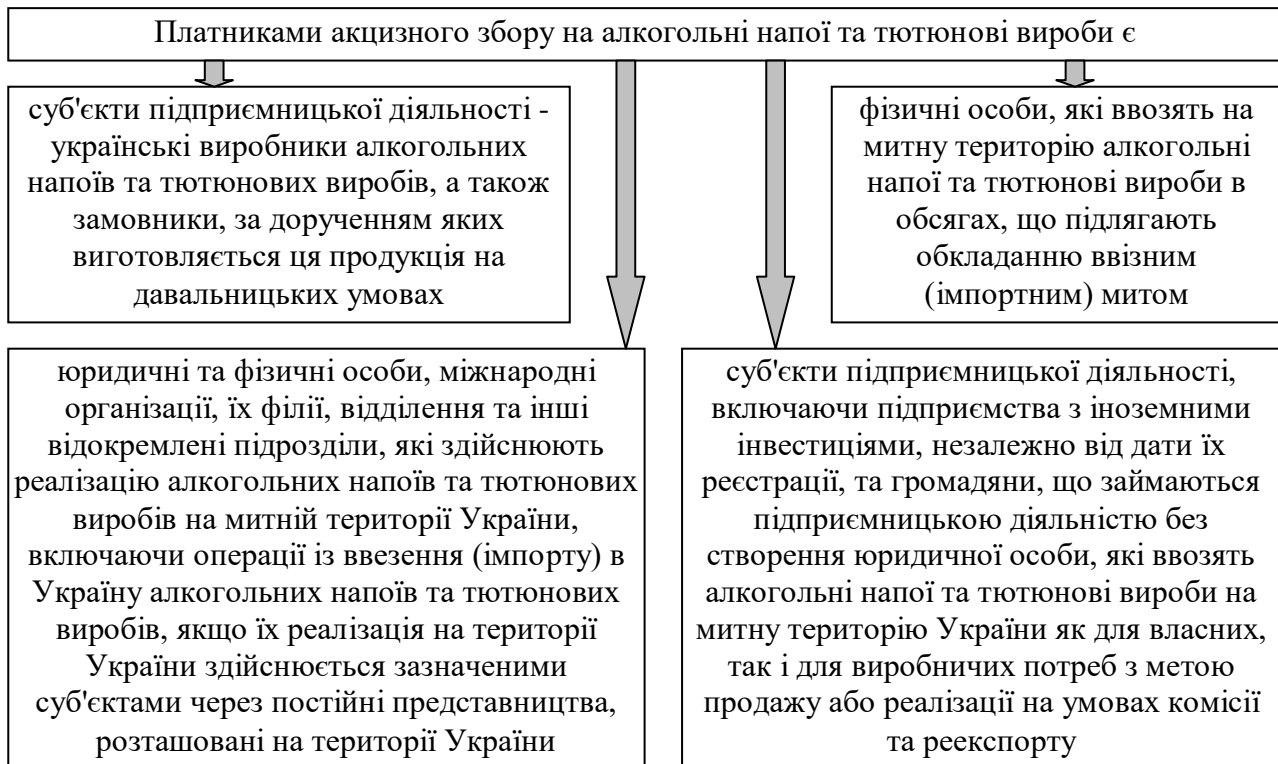 Платниками акцизного збору на алкогольні напої та тютюнові вироби є
суб'єкти підприємницької діяльності -
українські виробники алкогольних
напоїв та тютюнових виробів, а також
замовники, за дорученням яких
виготовляється ця продукція на
давальницьких умовах
фізичні особи, які ввозять на
митну територію алкогольні
напої та тютюнові вироби в
обсягах, що підлягають
обкладанню ввізним
(імпортним) митом
юридичні та фізичні особи, міжнародні
організації, їх філії, відділення та інші
відокремлені підрозділи, які здійснюють
реалізацію алкогольних напоїв та тютюнових
виробів на митній території України,
включаючи операції із ввезення (імпорту) в
Україну алкогольних напоїв та тютюнових
виробів, якщо їх реалізація на території
України здійснюється зазначеними
суб'єктами через постійні представництва,
розташовані на території України
суб'єкти підприємницької діяльності,
включаючи підприємства з іноземними
інвестиціями, незалежно від дати їх
реєстрації, та громадяни, що займаються
підприємницькою діяльністю без
створення юридичної особи, які ввозять
алкогольні напої та тютюнові вироби на
митну територію України як для власних,
так і для виробничих потреб з метою
продажу або реалізації на умовах комісії
та реекспорту